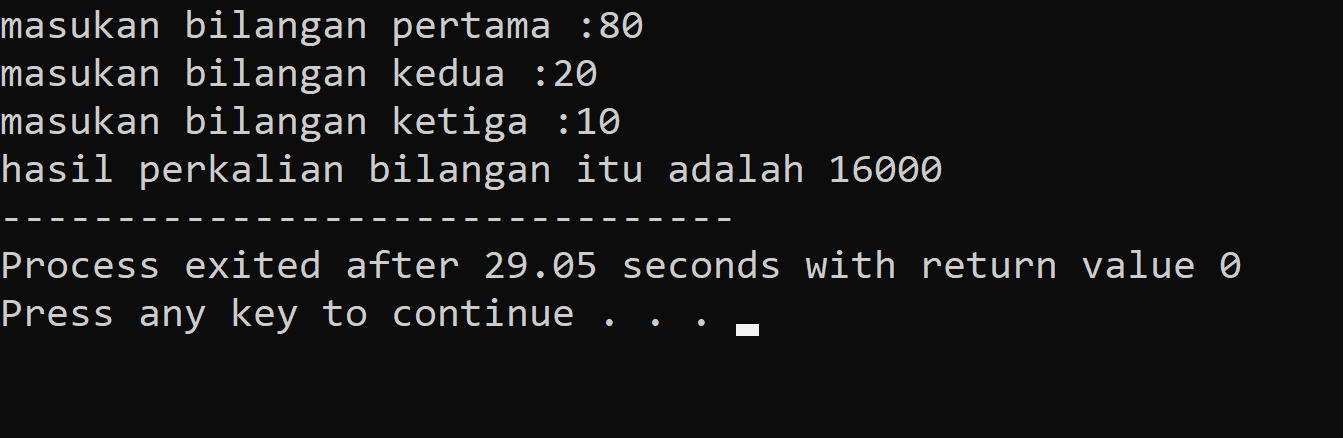 masukan bilangan pertama :80
masukan bilangan kedua :20
masukan bilangan ketiga :10
hasil perkalian bilangan itu adalah 16000
--------------------------------
Process exited after 29.05 seconds with return value 0
Press any key to continue . . .